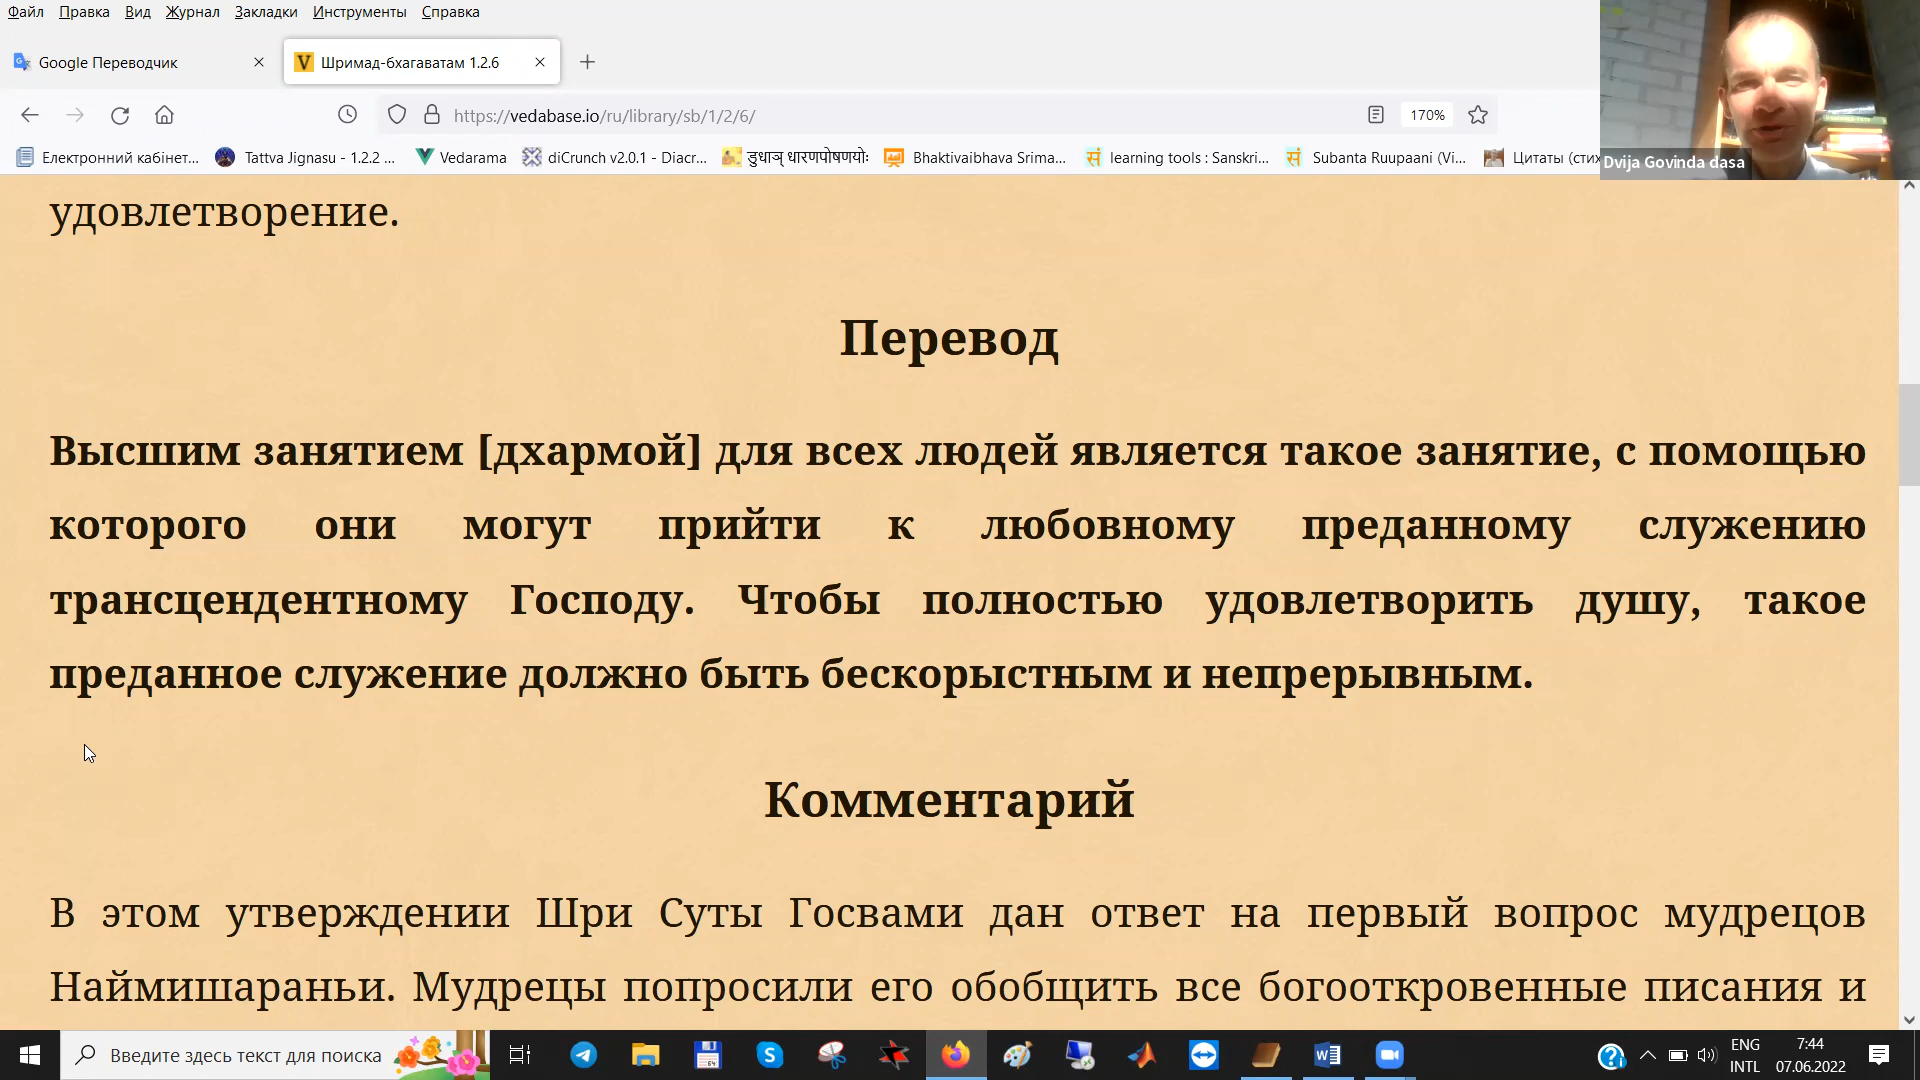 Файл Правка Вид Журнал Закладки Инструменты Справка
Google Переводчик
Шримад-бхагаватам 1.2.6
https://vedabase.io/ru/library/sb/1/2/6/
170%
Електронний кабінет...
Tattva Jignasu - 1.2.2 ...
Vedarama
diCrunch v2.0.1 - Diacr...
डुधाञ् धारणपोषणयोः
Bhaktivaibhava Srima...
learning tools : Sanskri...
Subanta Ruupaani (Vi...
Цитаты (стих
Dvija Govinda dasa
удовлетворение.
Перевод
Высшим занятием [дхармой] для всех людей является такое занятие, с помощью
которого они могут прийти к любовному преданному служению
трансцендентному Господу. Чтобы полностью удовлетворить душу, такое
преданное служение должно быть бескорыстным и непрерывным.
Комментарий
В этом утверждении Шри Суты Госвами дан ответ на первый вопрос мудрецов
Наймишараньи. Мудрецы попросили его обобщить все богооткровенные писания и
Введите здесь текст для поиска
ENG
INTL
7:44
07.06.2022